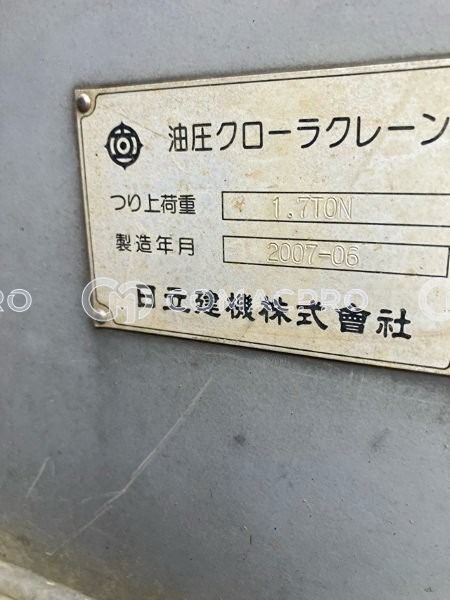 油圧クローラクレーン
つり上荷重 1.7TON
製造年月 2007-06
日立建機株式會社
COMACPRO